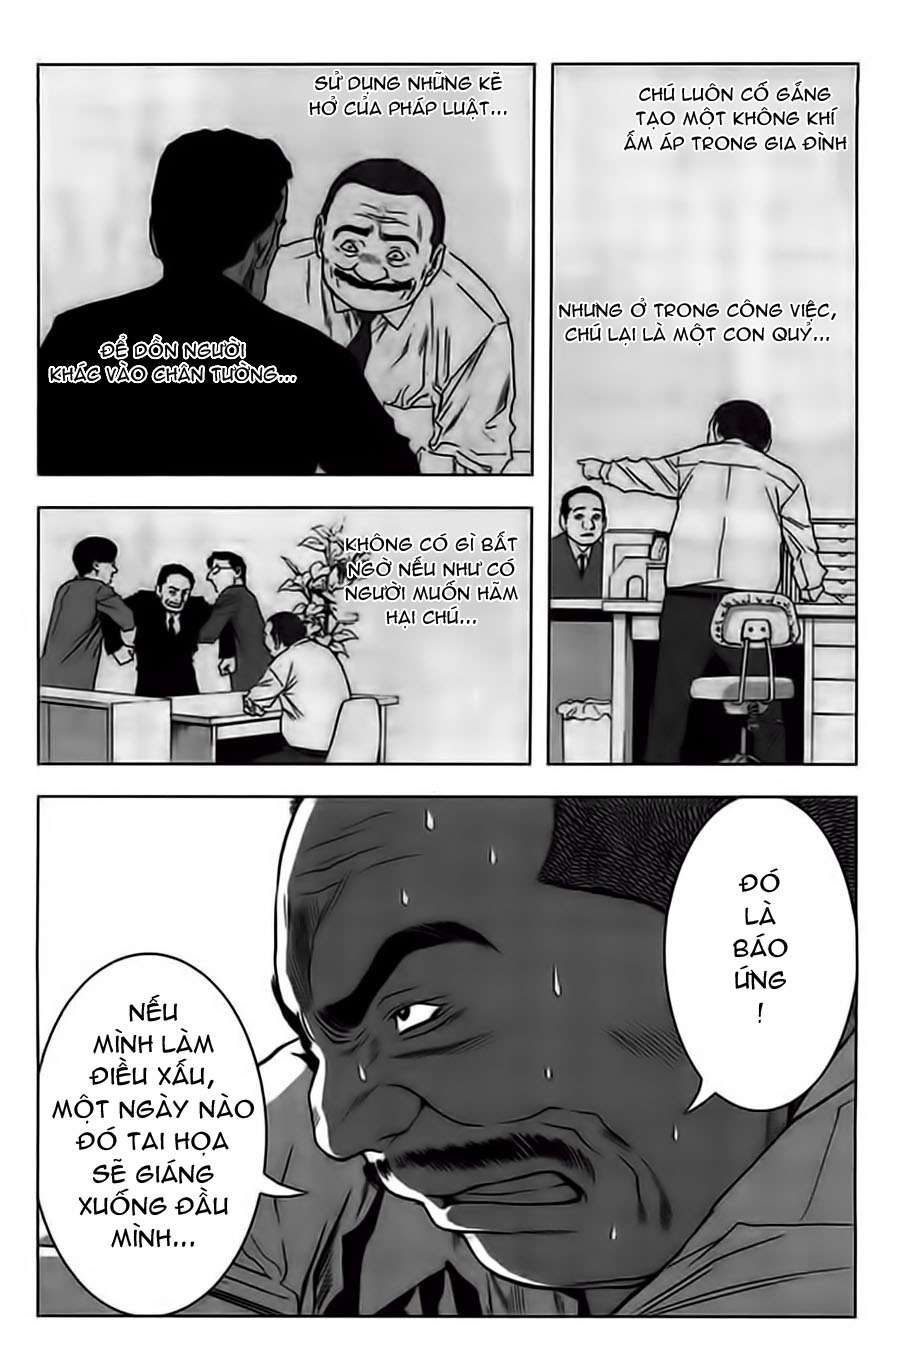 CHÚ LUÔN CỐ GẮNG
TẠO MỘT KHÔNG KHÍ
ẤM ÁP TRONG GIA ĐÌNH
NHƯNG Ở TRONG CÔNG VIỆC,
CHÚ LẠI LÀ MỘT CON QUỶ...
SỬ DỤNG NHỮNG KẼ
HỞ CỦA PHÁP LUẬT...
ĐỂ DỒN NGƯỜI
KHÁC VÀO CHÂN TƯỜNG...
KHÔNG CÓ GÌ BẤT
NGỜ NẾU NHƯ CÓ
NGƯỜI MUỐN HÃM
HẠI CHÚ...
ĐÓ
LÀ
BÁO
ỨNG
!
NẾU
MÌNH LÀM
ĐIỀU XẤU,
MỘT NGÀY NÀO
ĐÓ TAI HỌA
SẼ GIÁNG
XUỐNG ĐẦU
MÌNH...